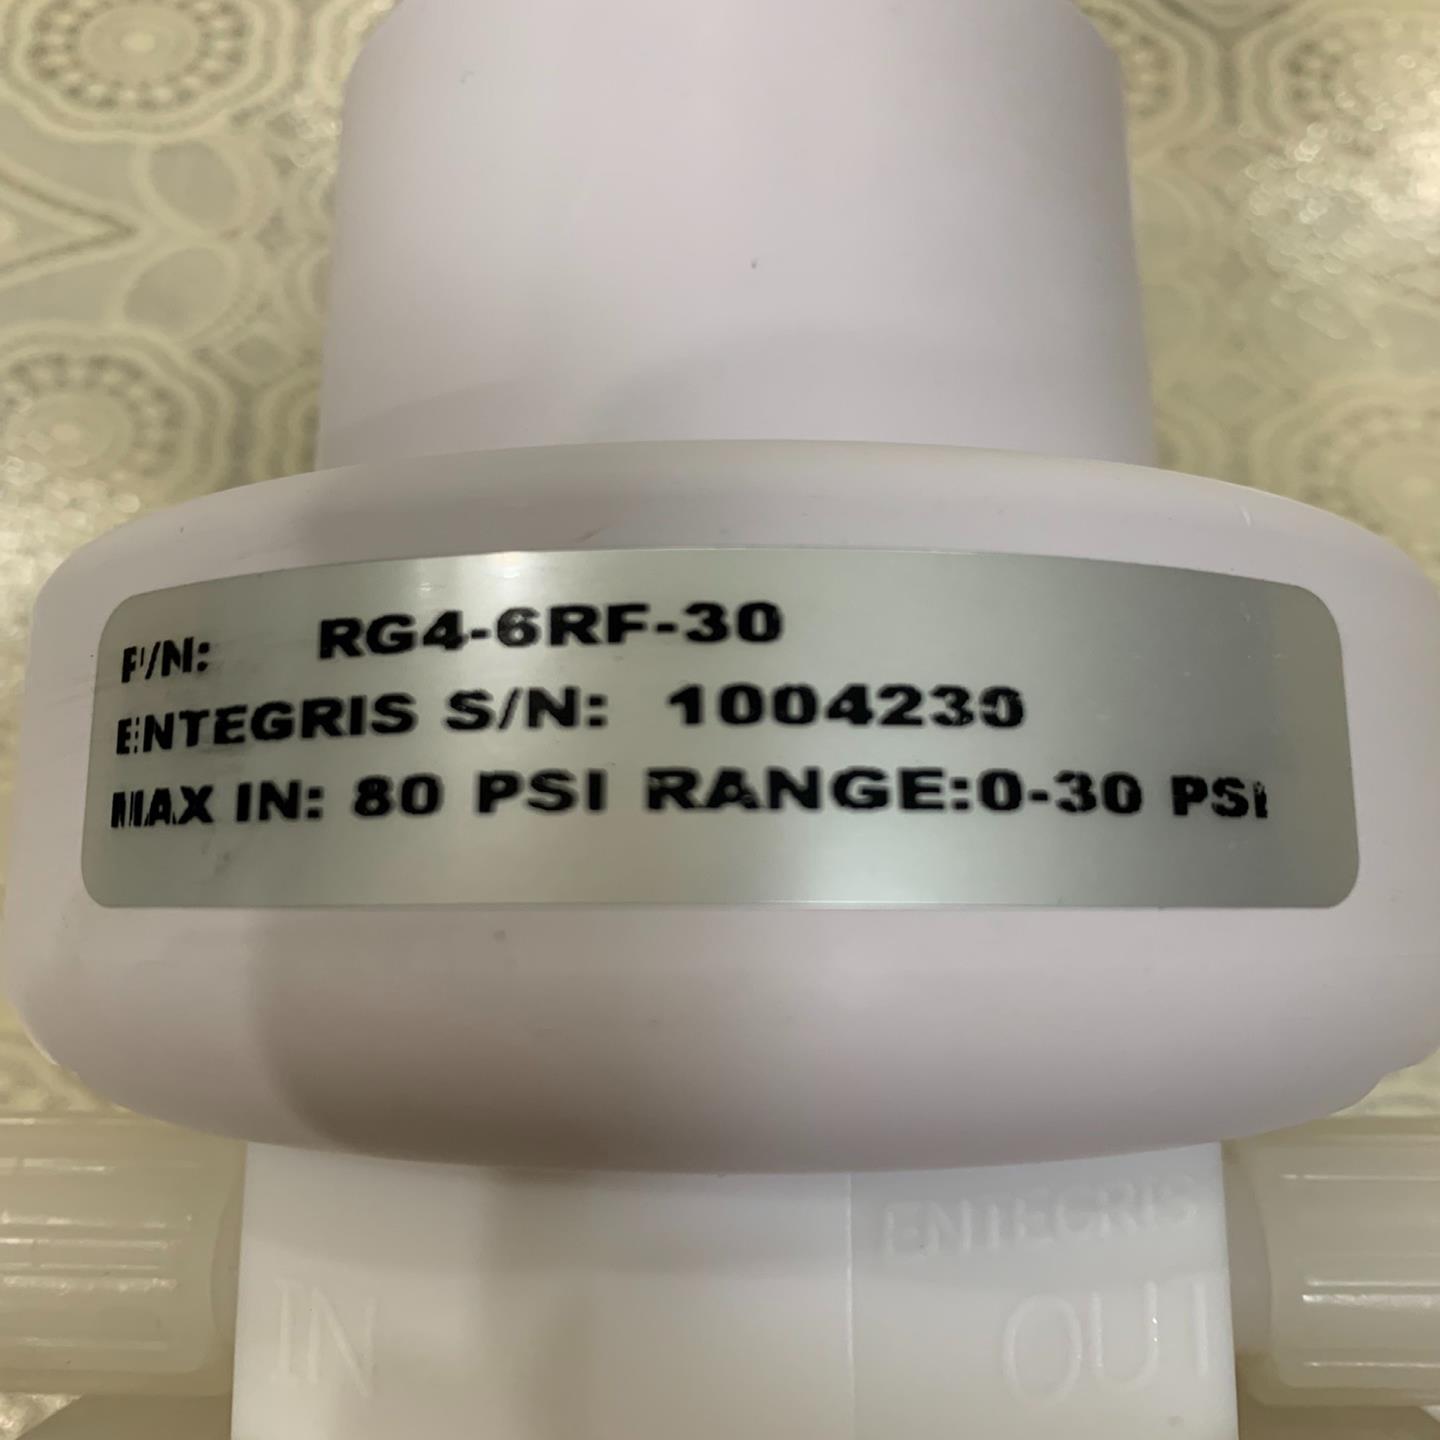 P/N: RG4-6RF-30
ENTEGRIS S/N: 1004230
MAX IN: 80 PSI RANGE:0-30 PSI
ENTEGRIS
IN OUT